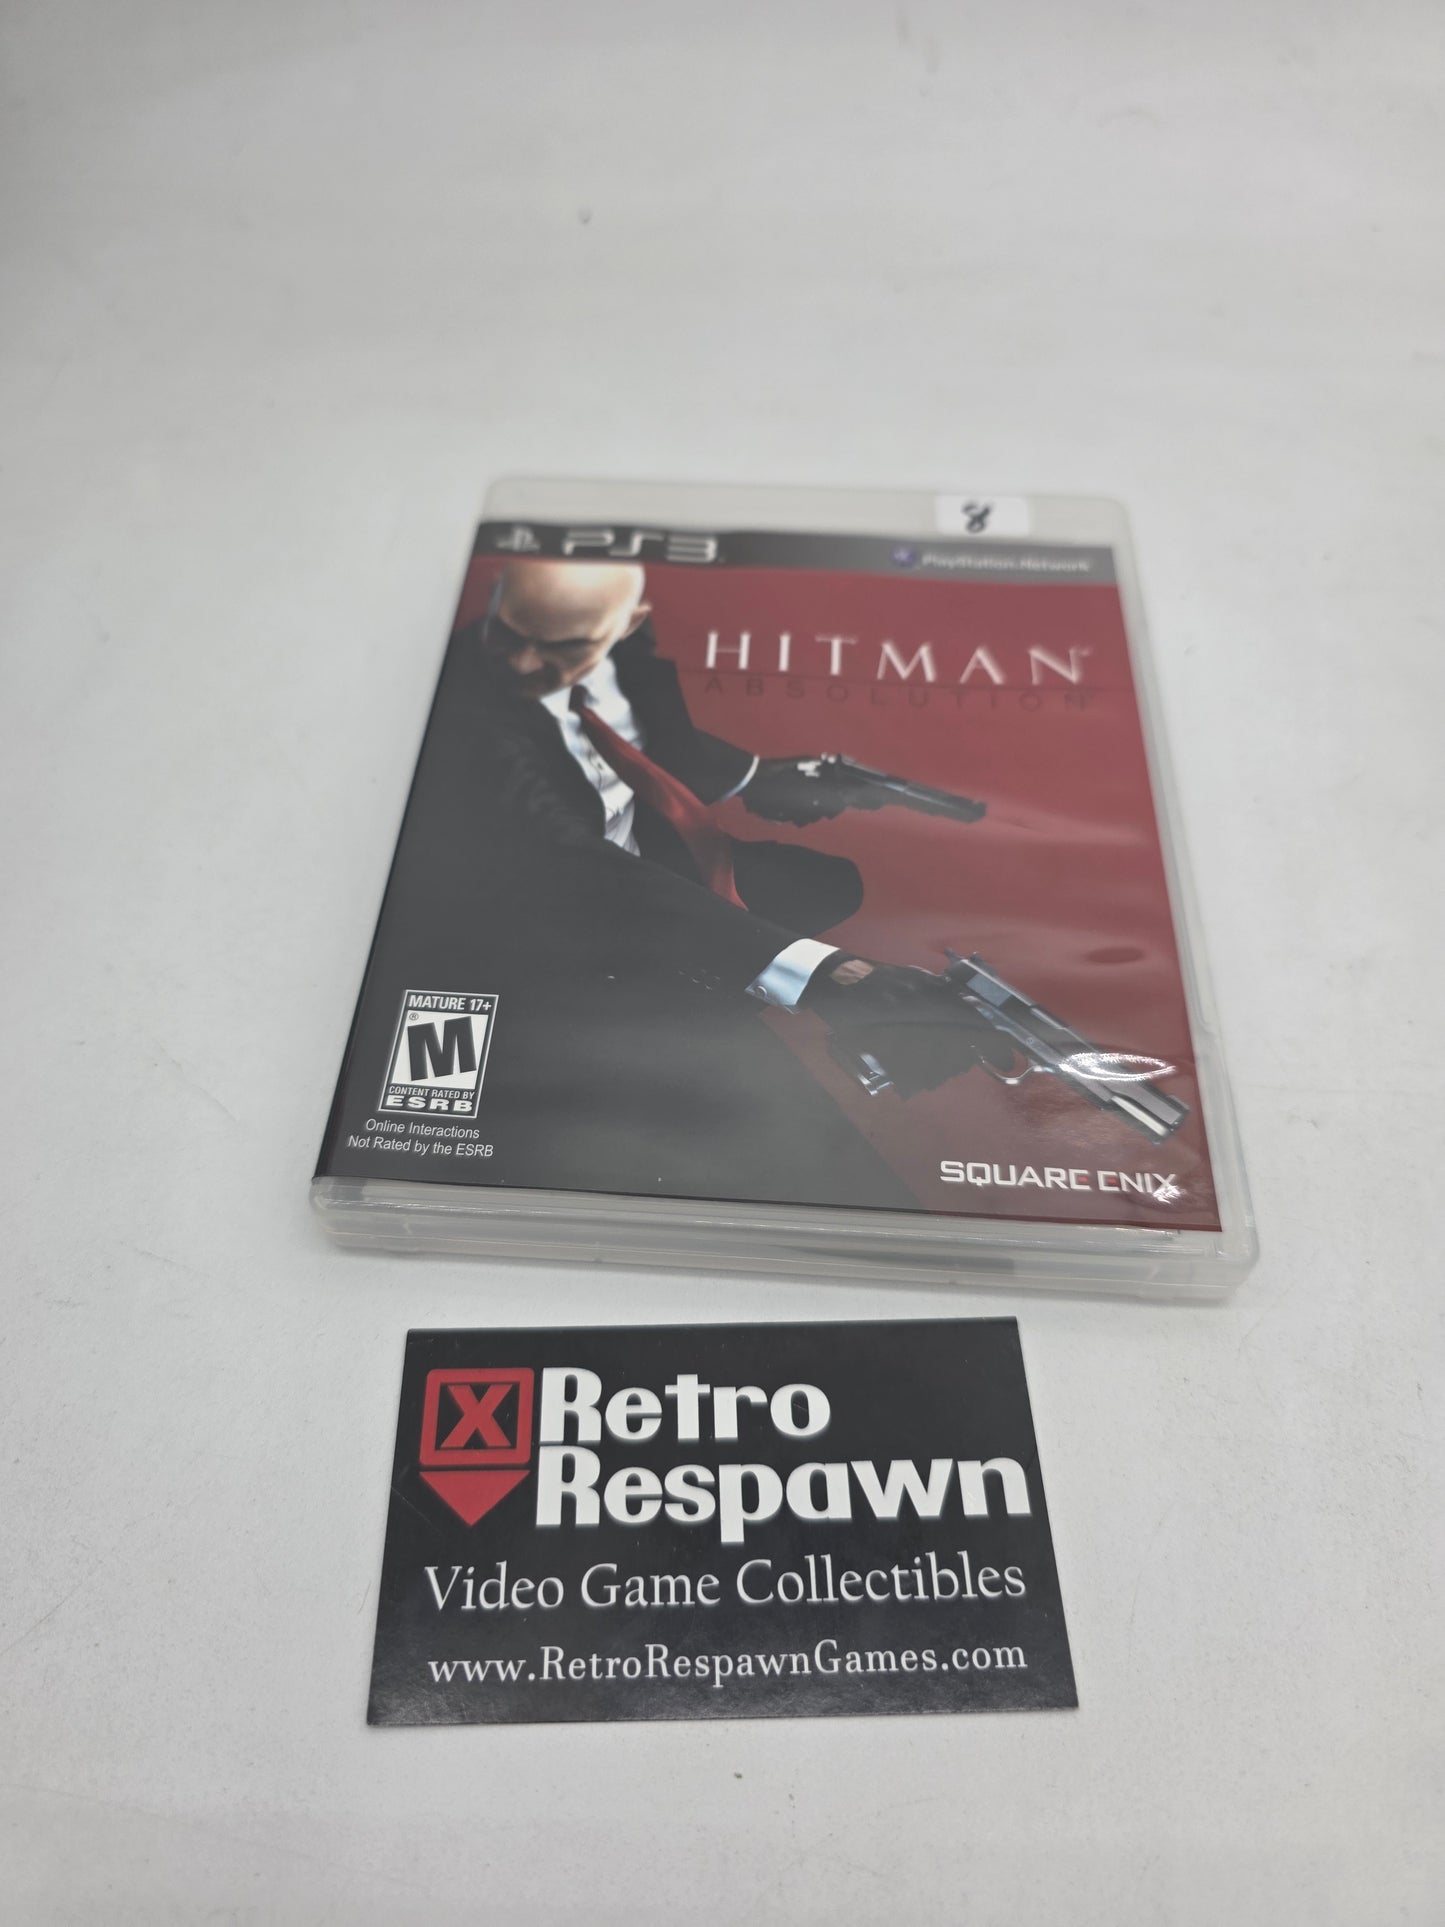 8
PS3
PlayStation Network
HITMAN
ABSOLUTION
MATURE 17+
M
®
CONTENT RATED BY
ESRB
Online Interactions
Not Rated by the ESRB
SQUARE ENIX
X Retro
Respawn
Video Game Collectibles
www.RetroRespawnGames.com